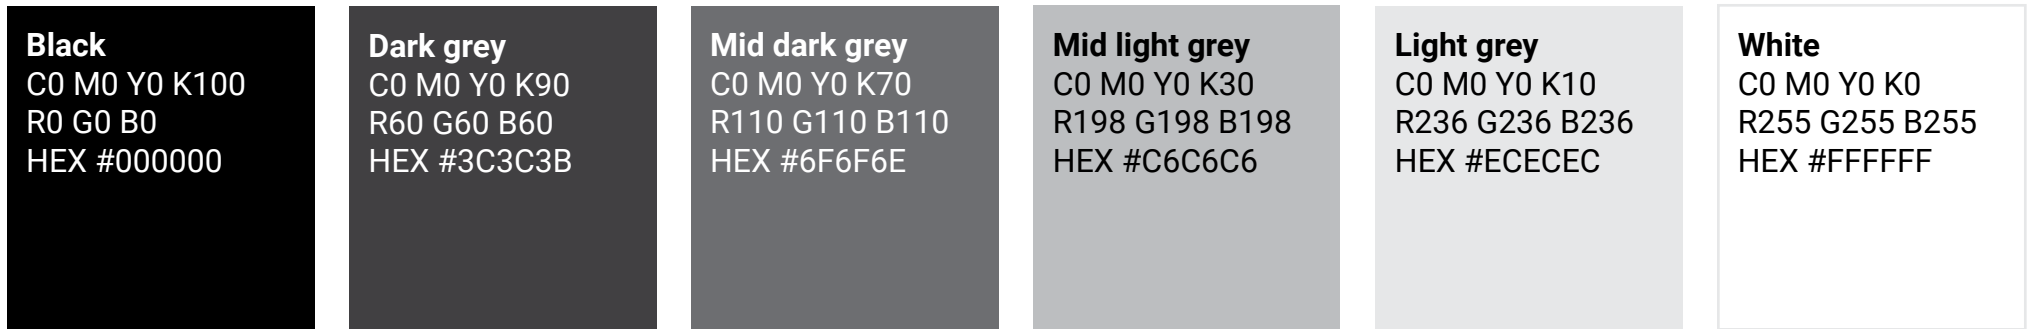 Black
C0 M0 Y0 K100
R0 G0 B0
HEX #000000
Dark grey
C0 M0 Y0 K90
R60 G60 B60
HEX #3C3C3B
Mid dark grey
C0 M0 Y0 K70
R110 G110 B110
HEX #6F6F6E
Mid light grey
C0 M0 Y0 K30
R198 G198 B198
HEX #C6C6C6
Light grey
C0 M0 Y0 K10
R236 G236 B236
HEX #ECECEC
White
C0 M0 Y0 K0
R255 G255 B255
HEX #FFFFFF